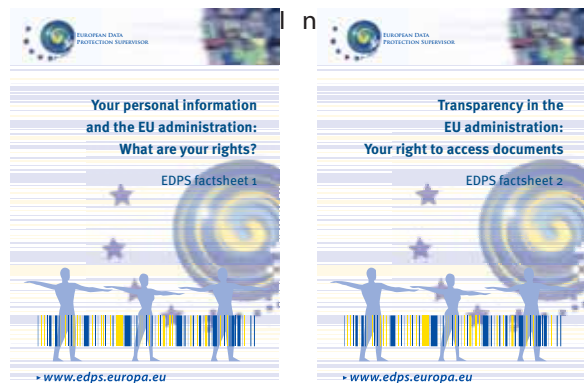 l n
EUROPEAN DATA
PROTECTION SUPERVISOR
Your personal information
and the EU administration:
What are your rights?
EDPS factsheet 1
www.edps.europa.eu
EUROPEAN DATA
PROTECTION SUPERVISOR
Transparency in the
EU administration:
Your right to access documents
EDPS factsheet 2
www.edps.europa.eu